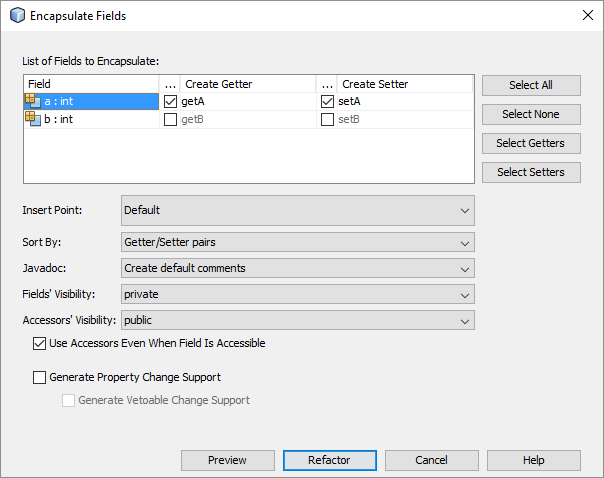 Encapsulate Fields
List of Fields to Encapsulate:
Field ... Create Getter ... Create Setter
a : int getA setA
b : int getB setB
Select All
Select None
Select Getters
Select Setters
Insert Point: Default
Sort By: Getter/Setter pairs
Javadoc: Create default comments
Fields' Visibility: private
Accessors' Visibility: public
Use Accessors Even When Field Is Accessible
Generate Property Change Support
Generate Vetoable Change Support
Preview Refactor Cancel Help